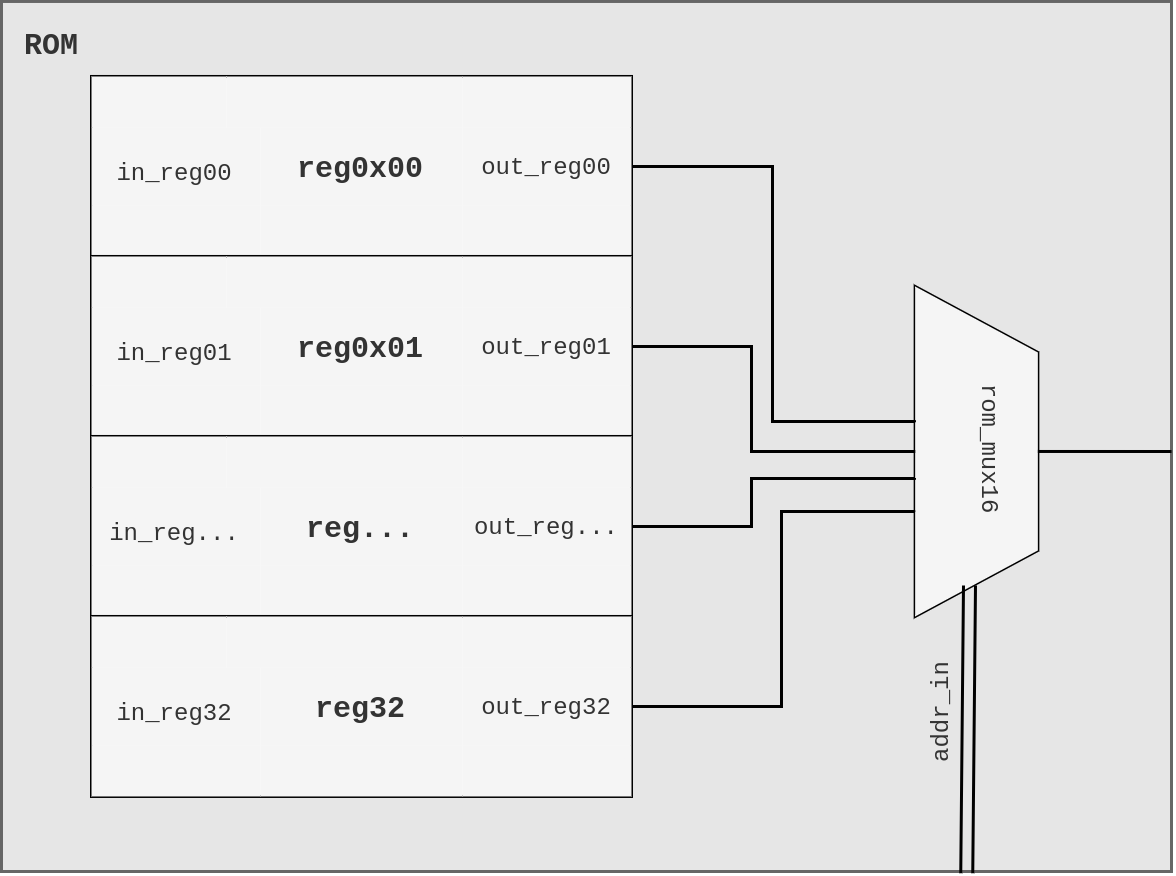 ROM
in_reg00 reg0x00 out_reg00
in_reg01 reg0x01 out_reg01
in_reg... reg... out_reg...
in_reg32 reg32 out_reg32
rom_mux16
addr_in